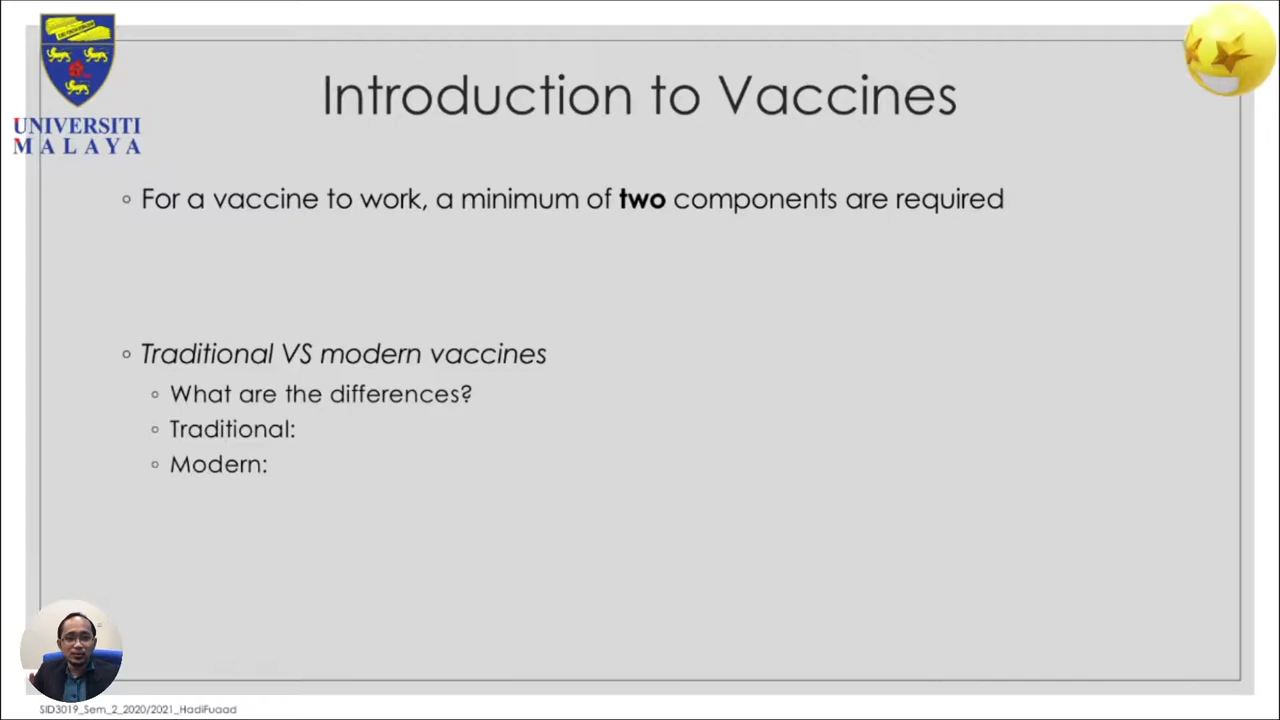 UNIVERSITI
MALAYA
Introduction to Vaccines
For a vaccine to work, a minimum of two components are required
Traditional VS modern vaccines
What are the differences?
Traditional:
Modern:
SID3019_Sem_2_2020/2021_HadiFuaad